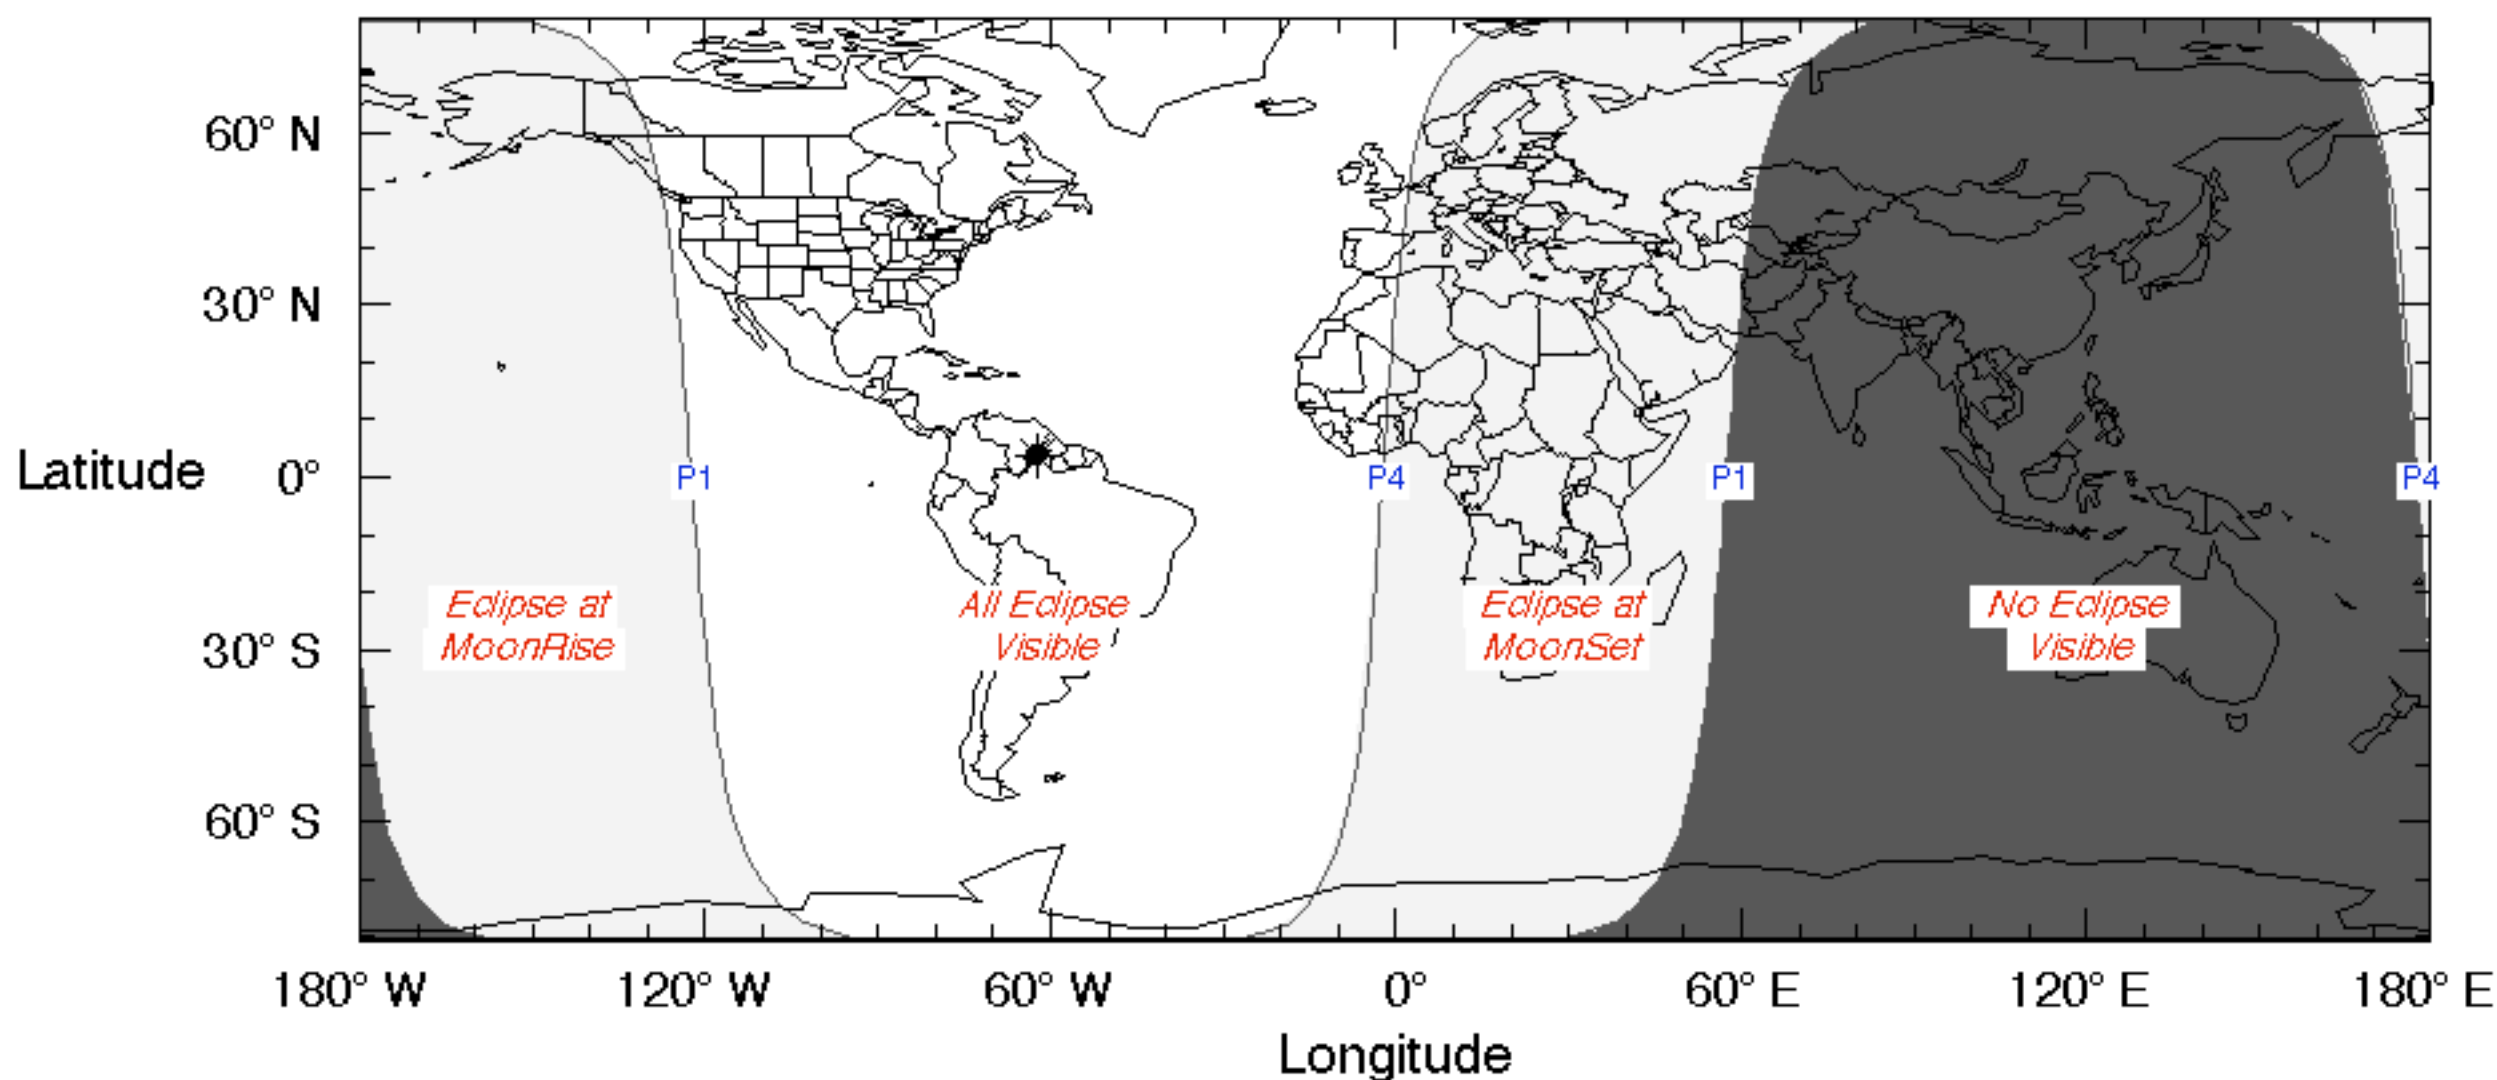 60° N
30° N
Latitude 0°
P1 P4 P1 P4
Eclipse at
MoonRise
All Eclipse
Visible
Eclipse at
MoonSet
No Eclipse
Visible
30° S
60° S
180° W 120° W 60° W 0° 60° E 120° E 180° E
Longitude